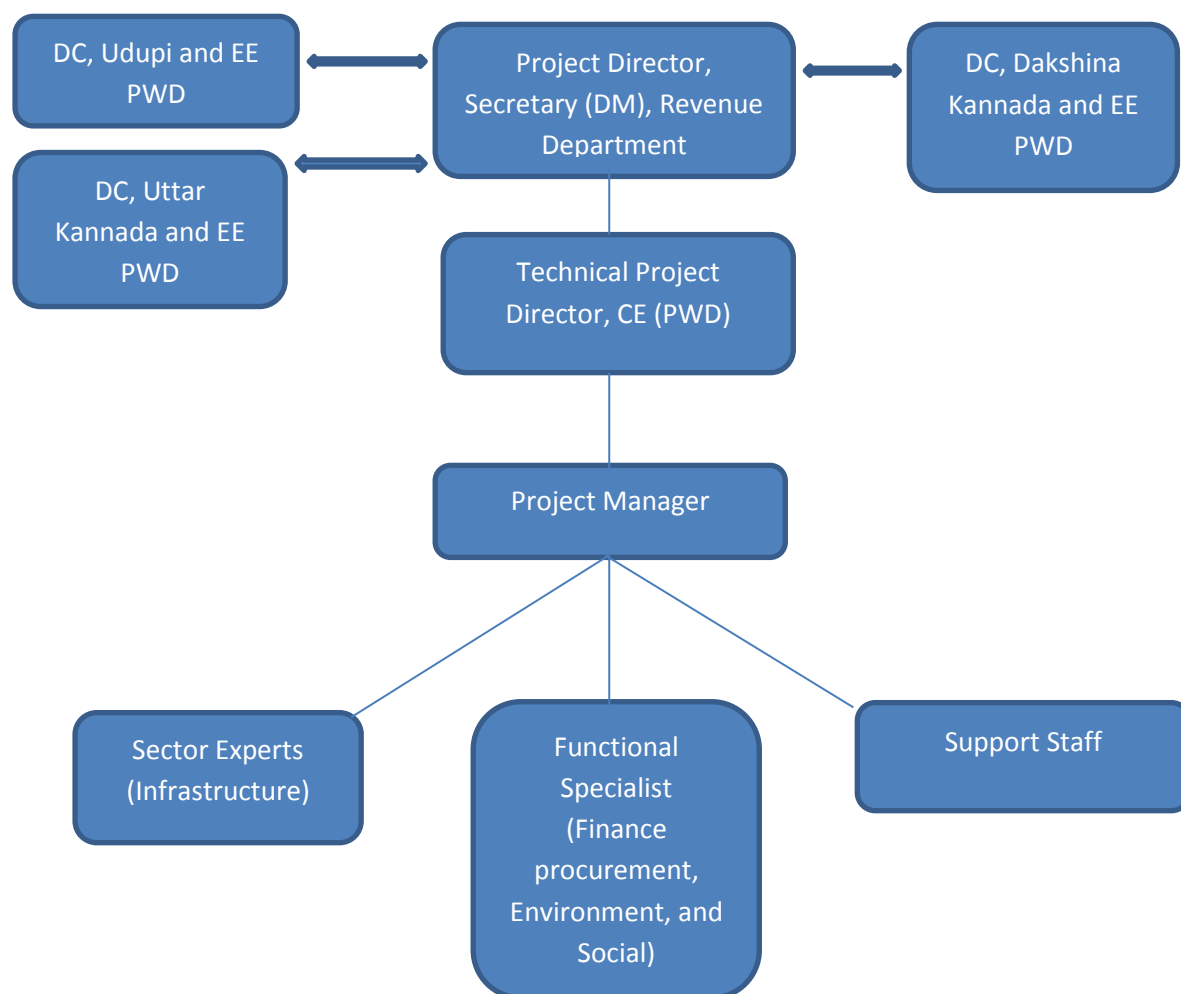 DC, Udupi and EE
PWD
Project Director,
Secretary (DM), Revenue
Department
DC, Dakshina
Kannada and EE
PWD
DC, Uttar
Kannada and EE
PWD
Technical Project
Director, CE (PWD)
Project Manager
Sector Experts
(Infrastructure)
Functional
Specialist
(Finance
procurement,
Environment, and
Social)
Support Staff